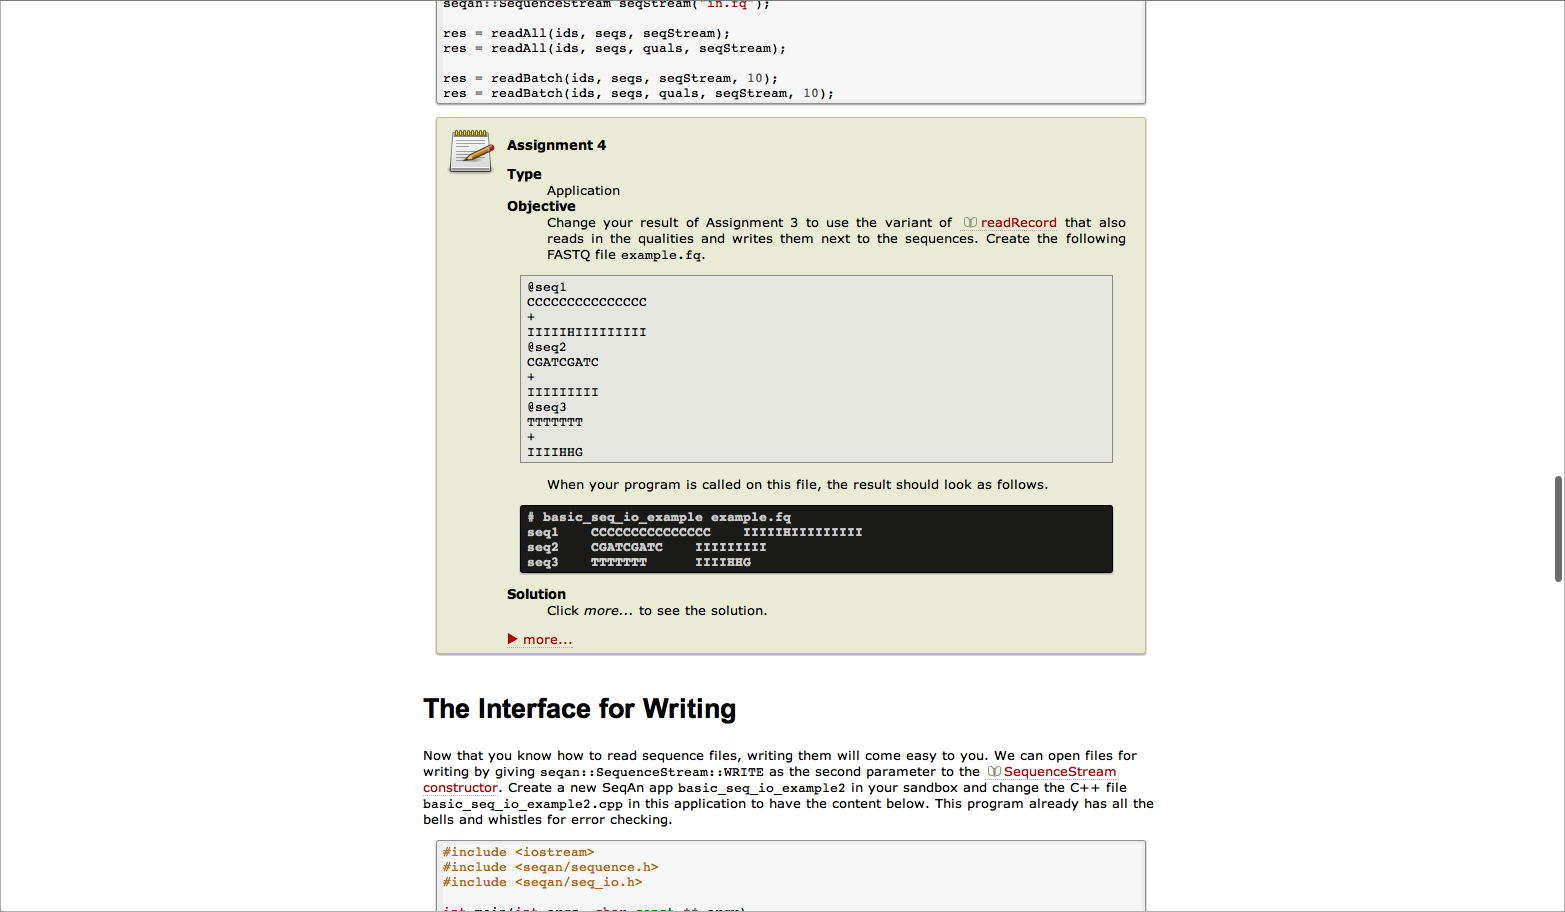 seqan::SequenceStream seqStream("in.fq");
res = readAll(ids, seqs, seqStream);
res = readAll(ids, seqs, quals, seqStream);
res = readBatch(ids, seqs, seqStream, 10);
res = readBatch(ids, seqs, quals, seqStream, 10);
Assignment 4
Type
Application
Objective
Change your result of Assignment 3 to use the variant of readRecord that also
reads in the qualities and writes them next to the sequences. Create the following
FASTQ file example.fq.
@seq1
CCCCCCCCCCCCCCC
+
IIIIIHIIIIIIIII
@seq2
CGATCGATC
+
IIIIIIIII
@seq3
TTTTTTT
+
IIIIHHG
When your program is called on this file, the result should look as follows.
# basic_seq_io_example example.fq
seq1    CCCCCCCCCCCCCCC    IIIIIHIIIIIIIII
seq2    CGATCGATC    IIIIIIIII
seq3    TTTTTTT      IIIIHHG
Solution
Click more... to see the solution.
more...
The Interface for Writing
Now that you know how to read sequence files, writing them will come easy to you. We can open files for
writing by giving seqan::SequenceStream::WRITE as the second parameter to the SequenceStream
constructor. Create a new SeqAn app basic_seq_io_example2 in your sandbox and change the C++ file
basic_seq_io_example2.cpp in this application to have the content below. This program already has all the
bells and whistles for error checking.
#include <iostream>
#include <seqan/sequence.h>
#include <seqan/seq_io.h>
int main(int argc, char const ** argv)